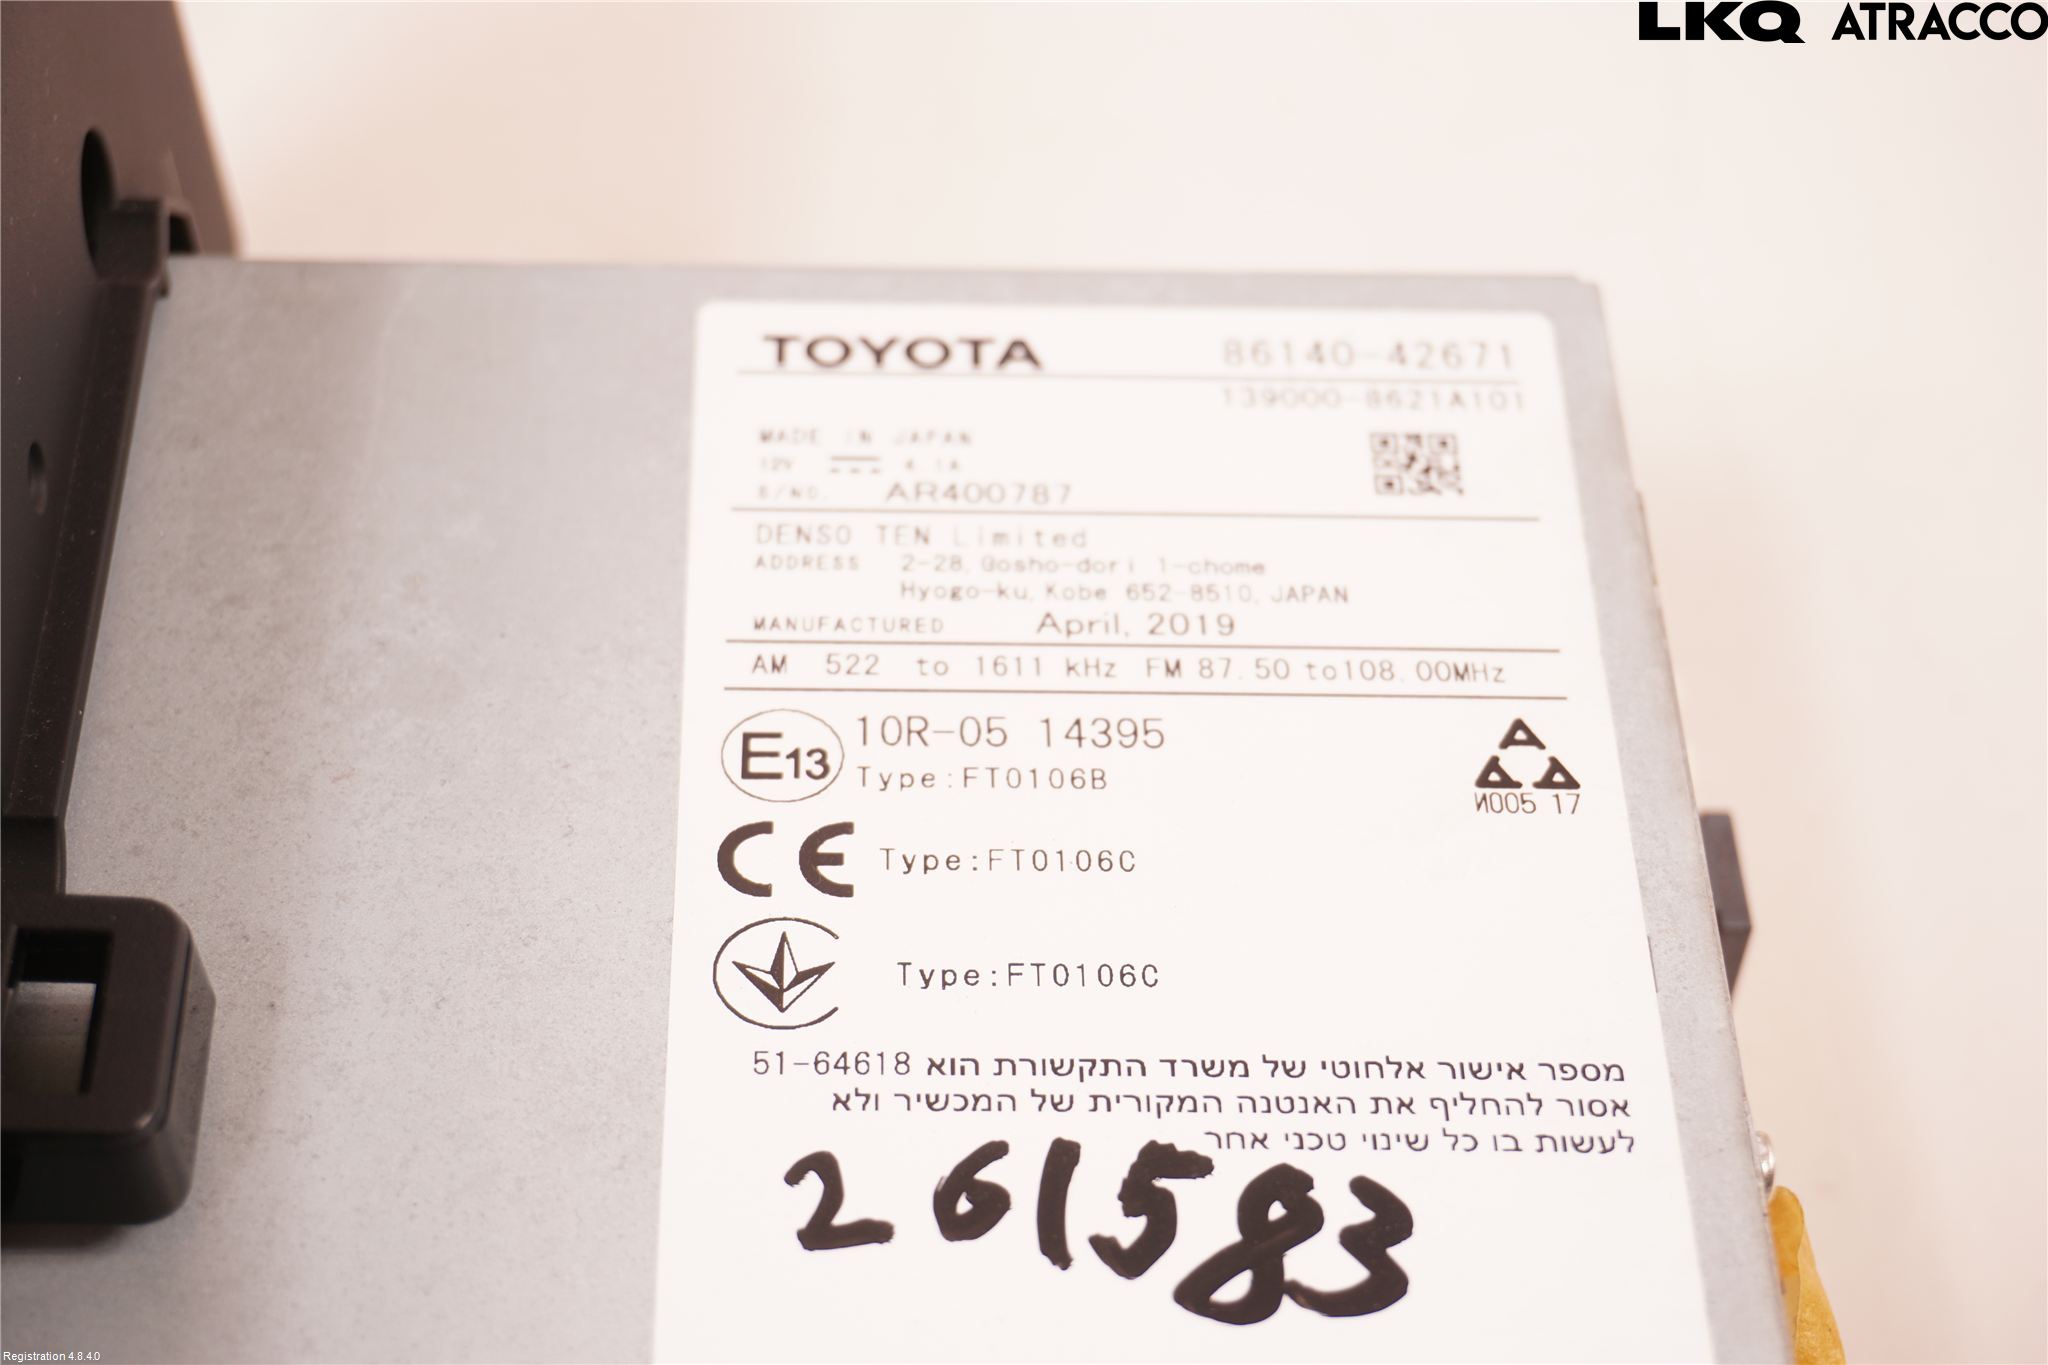 LKQ ATRACCO
TOYOTA 86140-42671
139000-8621A101
MADE IN JAPAN
12V 4.1A
S/NO. AR400787
DENSO TEN Limited
ADDRESS 2-28, Gosho-dori 1-chome
Hyogo-ku, Kobe 652-8510, JAPAN
MANUFACTURED April, 2019
AM 522 to 1611 kHz FM 87.50 to108.00MHz
E13 10R-05 14395
Type:FT0106B
И005 17
CE Type:FT0106C
Type:FT0106C
מספר אישור אלחוטי של משרד התקשורת הוא 51-64618
אסור להחליף את האנטנה המקורית של המכשיר ולא
לעשות בו כל שינוי טכני אחר
261583
Registration 4.8.4.0